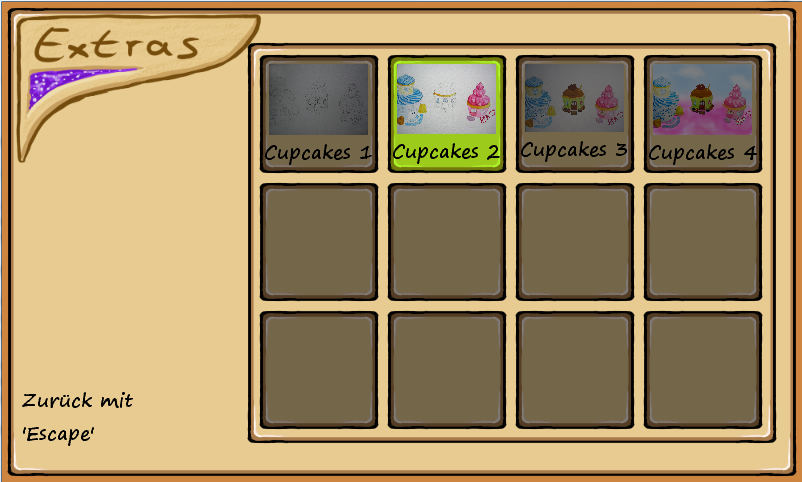 Extras
Cupcakes 1
Cupcakes 2
Cupcakes 3
Cupcakes 4
Zurück mit
'Escape'